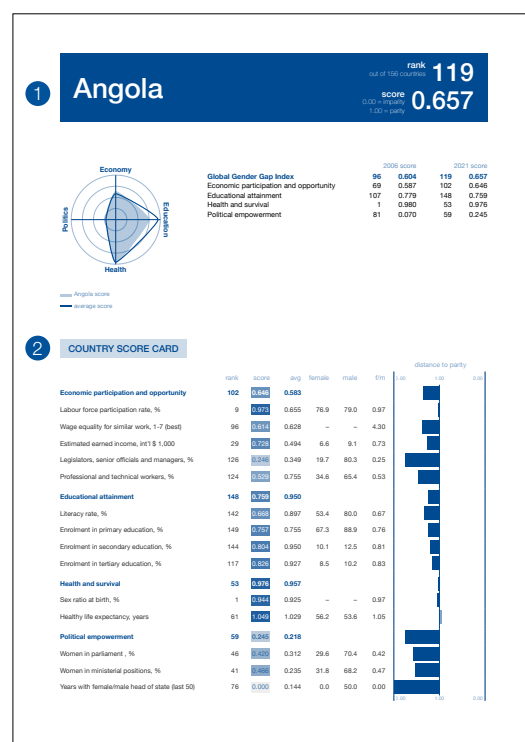 1
Angola
rank
out of 156 countries
119
score
0.00 = imparity
1.00 = parity
0.657
Economy
Education
Health
Politics
Angola score
average score
2006 score 2021 score
Global Gender Gap Index 96 0.604 119 0.657
Economic participation and opportunity 69 0.587 102 0.646
Educational attainment 107 0.779 148 0.759
Health and survival 1 0.980 53 0.976
Political empowerment 81 0.070 59 0.245
2
COUNTRY SCORE CARD
distance to parity
rank score avg female male f/m 1.00 2.00
Economic participation and opportunity 102 0.646 0.583
Labour force participation rate, % 9 0.973 0.655 76.9 79.0 0.97
Wage equality for similar work, 1-7 (best) 96 0.614 0.628 – – 4.30
Estimated earned income, int'l $ 1,000 29 0.728 0.494 6.6 9.1 0.73
Legislators, senior officials and managers, % 126 0.246 0.349 19.7 80.3 0.25
Professional and technical workers, % 124 0.529 0.755 34.6 65.4 0.53
Educational attainment 148 0.759 0.950
Literacy rate, % 142 0.668 0.897 53.4 80.0 0.67
Enrolment in primary education, % 149 0.757 0.755 67.3 88.9 0.76
Enrolment in secondary education, % 144 0.804 0.950 10.1 12.5 0.81
Enrolment in tertiary education, % 117 0.826 0.927 8.5 10.2 0.83
Health and survival 53 0.976 0.957
Sex ratio at birth, % 1 0.944 0.925 – – 0.97
Healthy life expectancy, years 61 1.049 1.029 56.2 53.6 1.05
Political empowerment 59 0.245 0.218
Women in parliament , % 46 0.420 0.312 29.6 70.4 0.42
Women in ministerial positions, % 41 0.466 0.235 31.8 68.2 0.47
Years with female/male head of state (last 50) 76 0.000 0.144 0.0 50.0 0.00
1.00 2.00